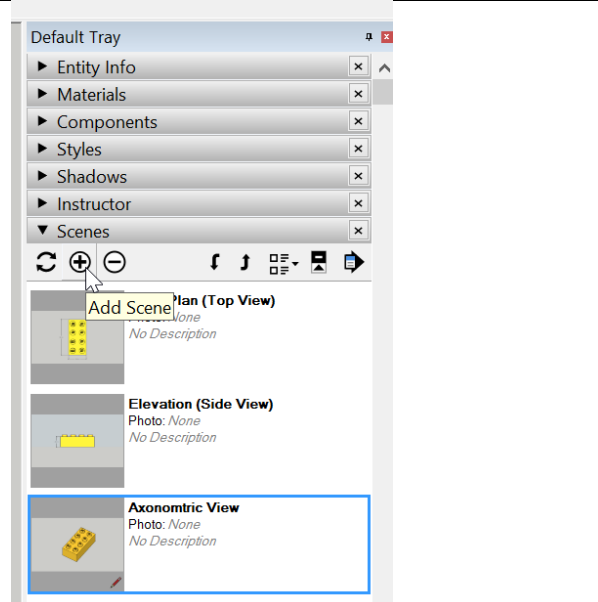 Default Tray
Entity Info
Materials
Components
Styles
Shadows
Instructor
Scenes
Add Scene
Plan (Top View)
None
No Description
Elevation (Side View)
Photo: None
No Description
Axonomtric View
Photo: None
No Description